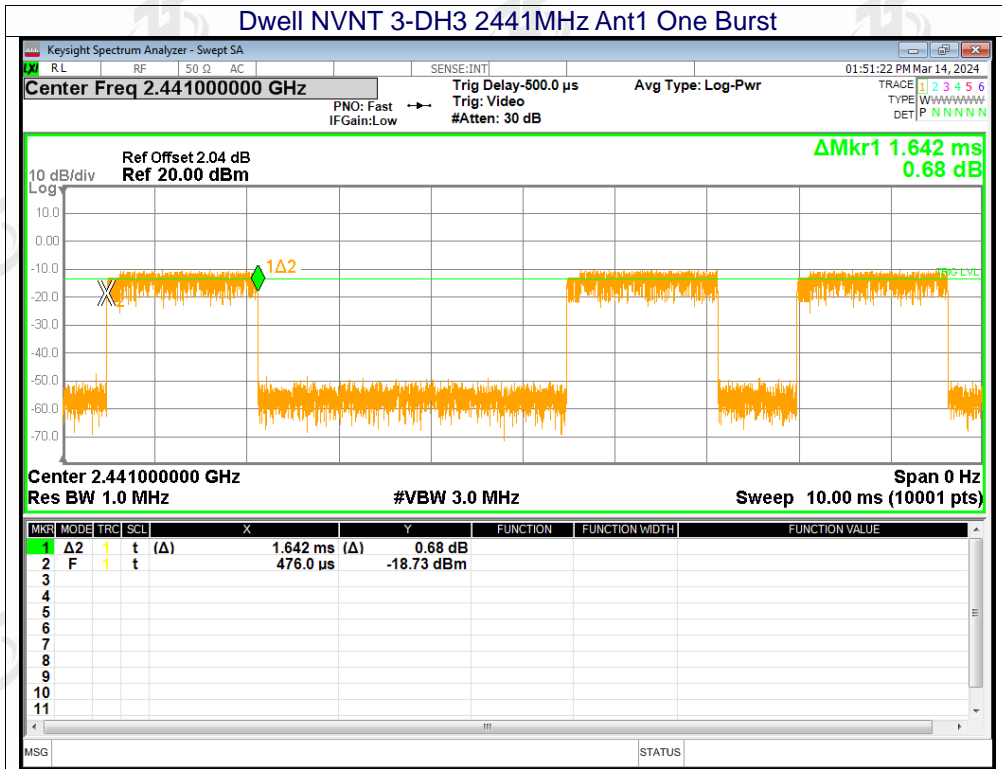 Dwell NVNT 3-DH3 2441MHz Ant1 One Burst
Keysight Spectrum Analyzer - Swept SA
LXI RL RF 50 Ω AC SENSE:INT 01:51:22 PM Mar 14, 2024
Center Freq 2.441000000 GHz
PNO: Fast
IFGain:Low
Trig Delay-500.0 µs
Trig: Video
#Atten: 30 dB
Avg Type: Log-Pwr
TRACE 1 2 3 4 5 6
TYPE WWWWWWW
DET P N N N N N
ΔMkr1 1.642 ms
0.68 dB
Ref Offset 2.04 dB
10 dB/div Ref 20.00 dBm
Log
10.0
0.00
-10.0
-20.0
-30.0
-40.0
-50.0
-60.0
-70.0
1Δ2
2
TRIG LVL
Center 2.441000000 GHz Span 0 Hz
Res BW 1.0 MHz #VBW 3.0 MHz Sweep 10.00 ms (10001 pts)
MKR MODE TRC SCL X Y FUNCTION FUNCTION WIDTH FUNCTION VALUE
1 Δ2 1 t (Δ) 1.642 ms (Δ) 0.68 dB
2 F 1 t 476.0 µs -18.73 dBm
3
4
5
6
7
8
9
10
11
MSG STATUS